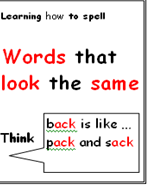 Learning how to spell
Words that
look the same
Think
back is like ...
pack and sack